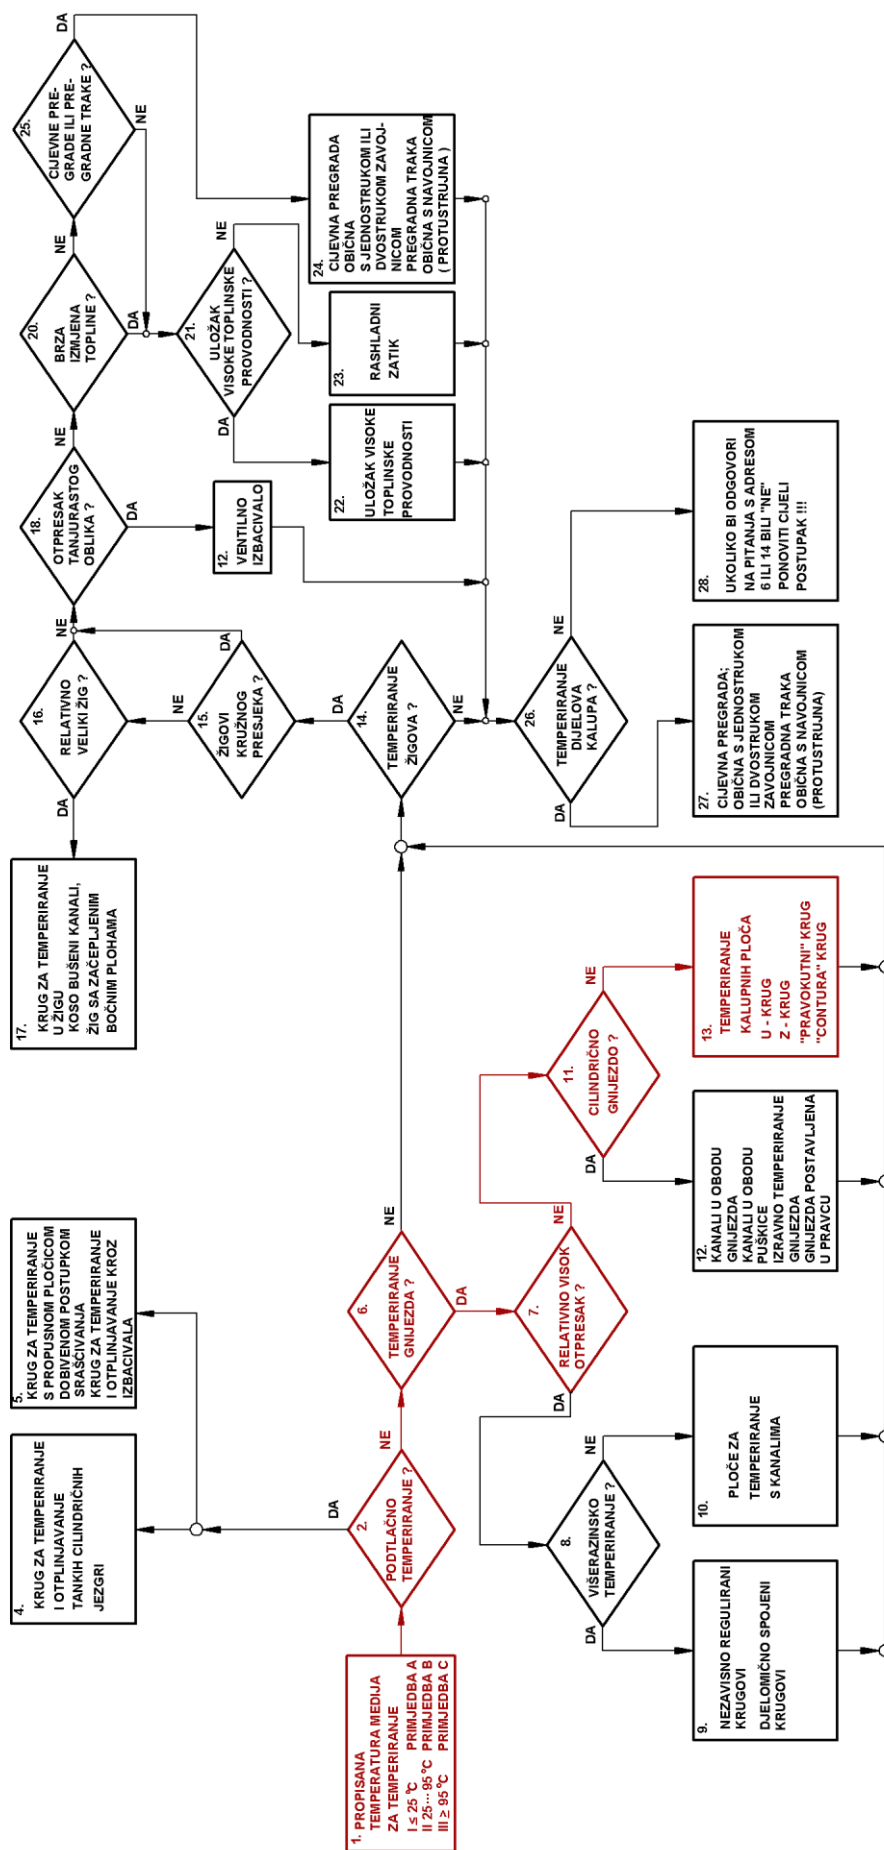 1. PROPISANA
TEMPERATURA MEDIJA
ZA TEMPERIRANJE
I ≤ 25 °C PRIMJEDBA A
II 25... 95 °C PRIMJEDBA B
III ≥ 95 °C PRIMJEDBA C
2.
PODTLAČNO
TEMPERIRANJE ?
DA
NE
4.
KRUG ZA TEMPERIRANJE
I OTPLINJAVANJE
TANKIH CILINDRIČNIH
JEZGRI
5.
KRUG ZA TEMPERIRANJE
S PROPUSNOM PLOČICOM
DOBIVENOM POSTUPKOM
SRAŠĆIVANJA
KRUG ZA TEMPERIRANJE
I OTPLINJAVANJE KROZ
IZBACIVALA
6.
TEMPERIRANJE
GNIJEZDA ?
NE
DA
7.
RELATIVNO VISOK
OTPRESAK ?
DA
NE
8.
VIŠERAZINSKO
TEMPERIRANJE ?
DA
NE
9.
NEZAVISNO REGULIRANI
KRUGOVI
DJELOMIČNO SPOJENI
KRUGOVI
10.
PLOČE ZA
TEMPERIRANJE
S KANALIMA
11.
CILINDRIČNO
GNIJEZDO ?
DA
NE
12.
KANALI U OBODU
GNIJEZDA
KANALI U OBODU
PUŠKICE
IZRAVNO TEMPERIRANJE
GNIJEZDA
GNIJEZDA POSTAVLJENA
U PRAVCU
13.
TEMPERIRANJE
KALUPNIH PLOČA
U - KRUG
Z - KRUG
"PRAVOKUTNI" KRUG
"CONTURA" KRUG
14.
TEMPERIRANJE
ŽIGOVA ?
DA
NE
15.
ŽIGOVI
KRUŽNOG
PRESJEKA ?
NE
DA
16.
RELATIVNO
VELIKI ŽIG ?
DA
NE
17.
KRUG ZA TEMPERIRANJE
U ŽIGU
KOSO BUŠENI KANALI,
ŽIG SA ZAČEPLJENIM
BOČNIM PLOHAMA
18.
OTPRESAK
TANJURASTOG
OBLIKA ?
NE
DA
12.
VENTILNO
IZBACIVALO
20.
BRZA
IZMJENA
TOPLINE ?
NE
DA
21.
ULOŽAK
VISOKE TOPLINSKE
PROVODNOSTI ?
DA
NE
22.
ULOŽAK VISOKE
TOPLINSKE
PROVODNOSTI
23.
RASHLADNI
ZATIK
24.
CIJEVNA PREGRADA
OBIČNA
S JEDNOSTRUKOM ILI
DVOSTRUKOM ZAVOJ-
NICOM
PREGRADNA TRAKA
OBIČNA S NAVOJNICOM
( PROTUSTRUJNA )
25.
CIJEVNE PRE-
GRADE ILI PRE-
GRADNE TRAKE ?
DA
NE
26.
TEMPERIRANJE
DIJELOVA
KALUPA ?
DA
NE
27.
CIJEVNA PREGRADA;
OBIČNA S JEDNOSTRUKOM
ILI DVOSTRUKOM
ZAVOJNICOM
PREGRADNA TRAKA
OBIČNA S NAVOJNICOM
(PROTUSTRUJNA)
28.
UKOLIKO BI ODGOVORI
NA PITANJA S ADRESOM
6 ILI 14 BILI "NE"
PONOVITI CIJELI
POSTUPAK !!!